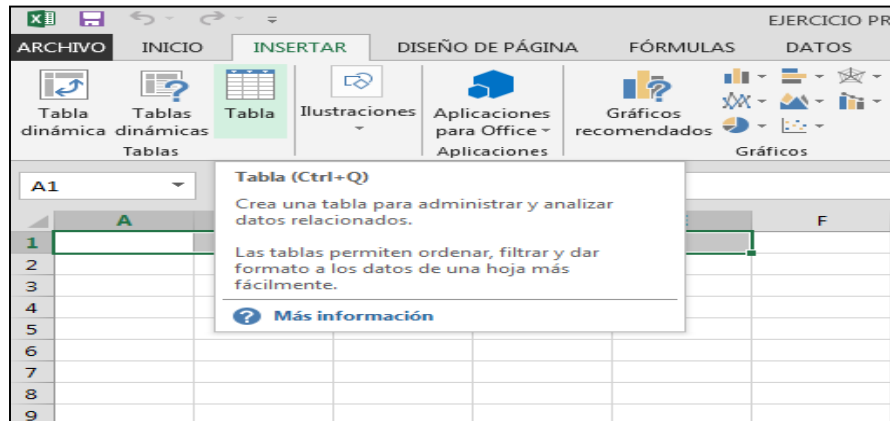 EJERCICIO PR
ARCHIVO INICIO INSERTAR DISEÑO DE PÁGINA FÓRMULAS DATOS
Tabla dinámica
Tablas dinámicas
Tabla
Ilustraciones
Aplicaciones para Office
Gráficos recomendados
Tablas Aplicaciones Gráficos
A1
Tabla (Ctrl+Q)
Crea una tabla para administrar y analizar
datos relacionados.
Las tablas permiten ordenar, filtrar y dar
formato a los datos de una hoja más
fácilmente.
Más información
A F
1
2
3
4
5
6
7
8
9